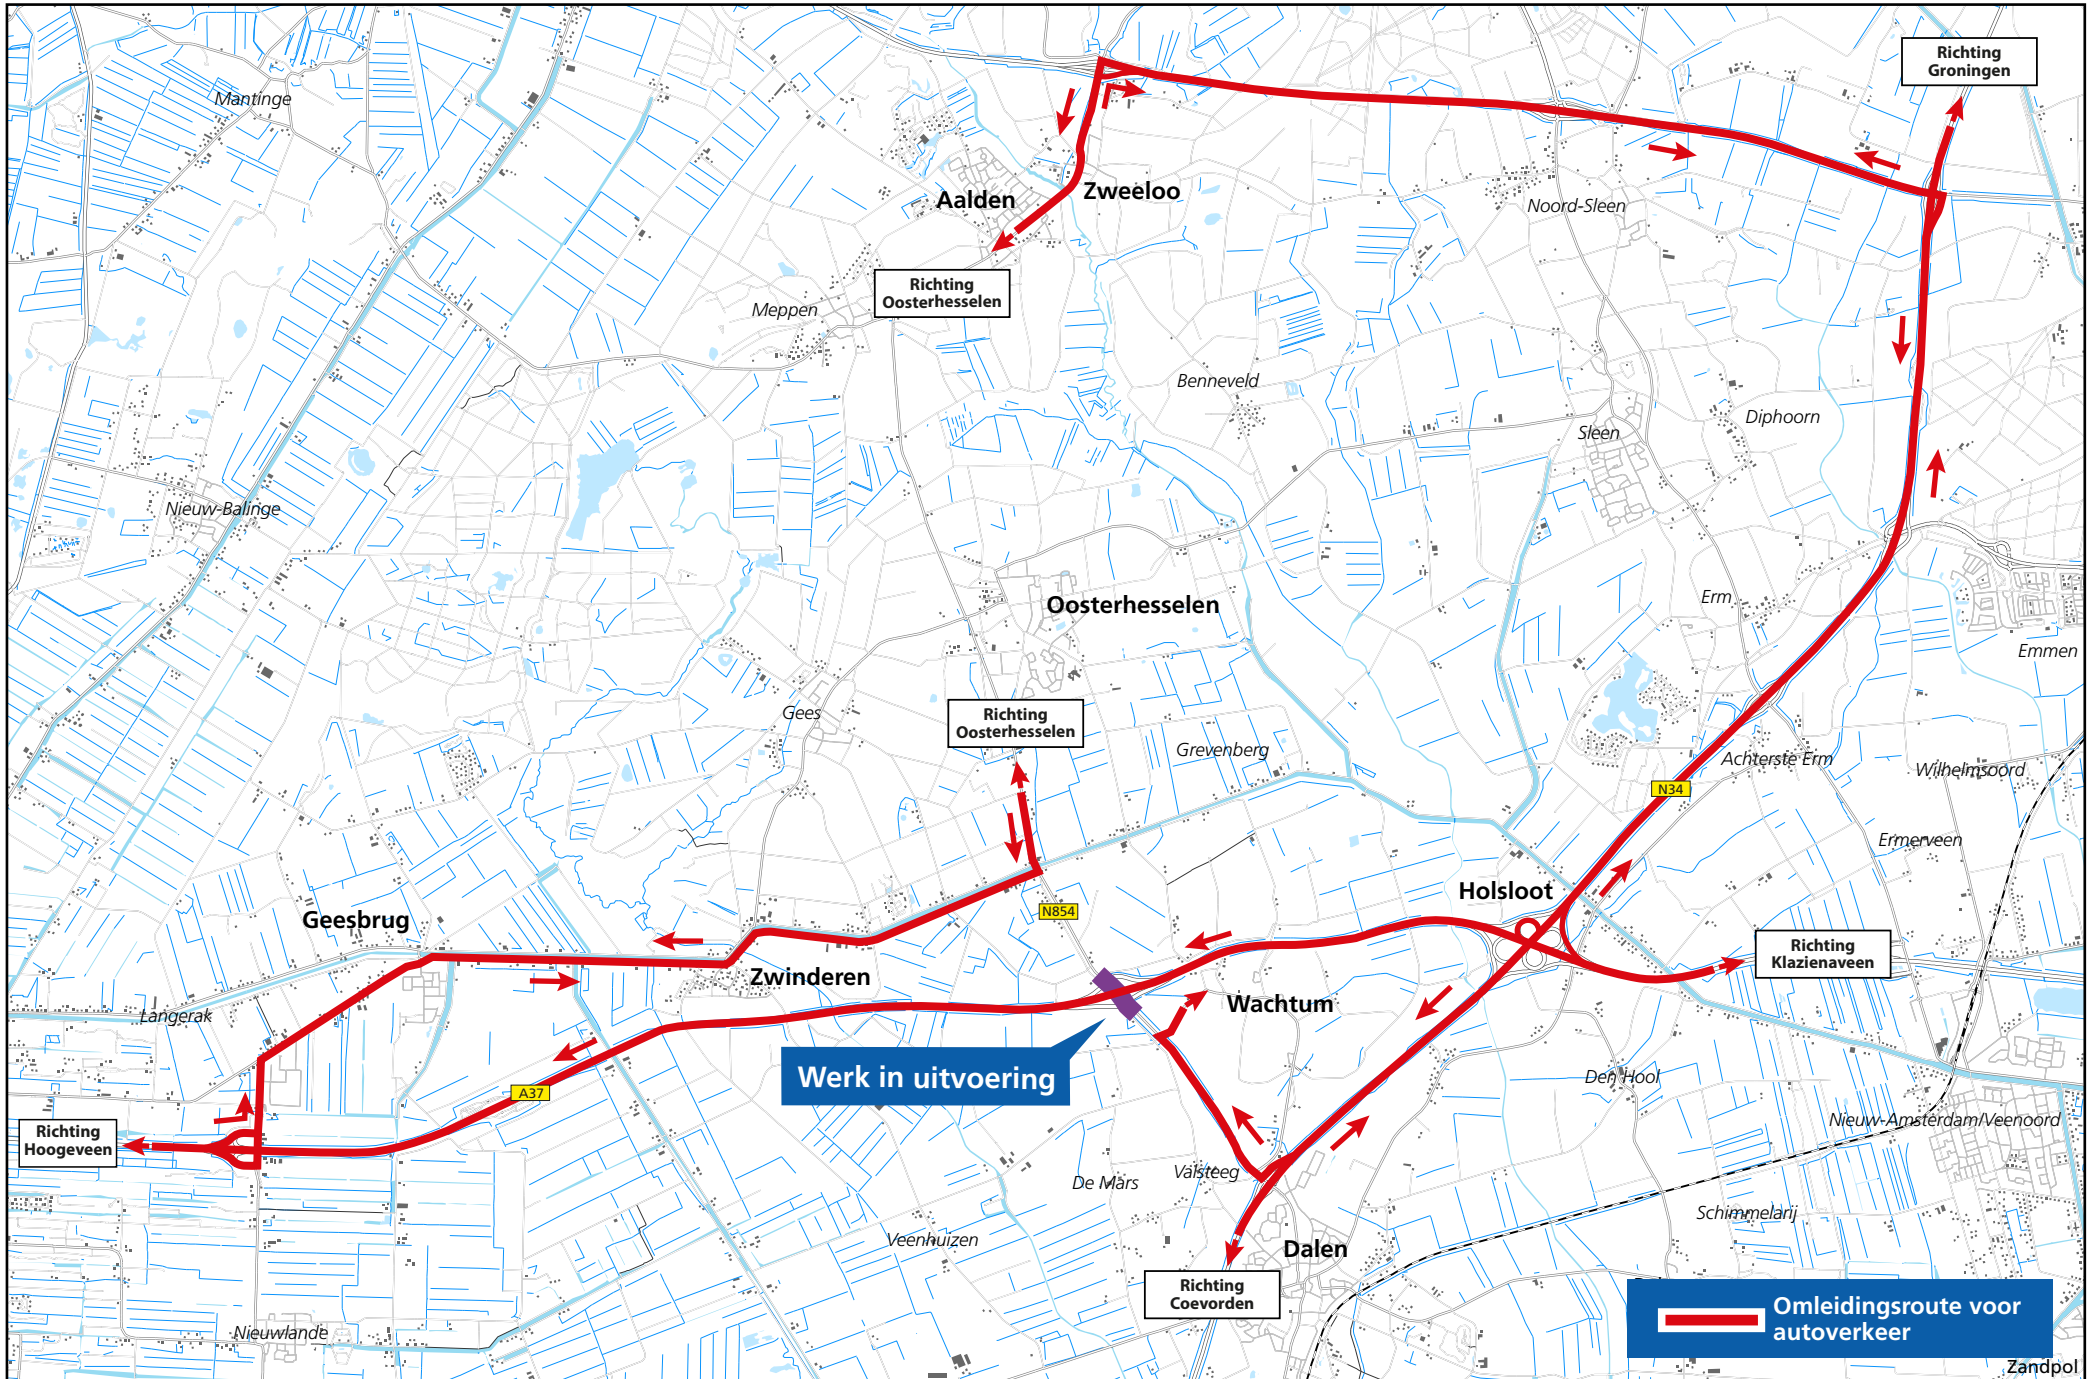 Richting
Groningen
Mantinge
Aalden
Zweeloo
Noord-Sleen
Richting
Oosterhesselen
Meppen
Benneveld
Diphoorn
Sleen
Nieuw-Balinge
Erm
Oosterhesselen
Emmen
Gees
Richting
Oosterhesselen
Grevenberg
Achterste Erm
Wilhelmsoord
N34
Ermerveen
Holsloot
Geesbrug
N854
Richting
Klazienaveen
Zwinderen
Wachtum
Langerak
Werk in uitvoering
Den Hool
A37
Nieuw-Amsterdam/Veenoord
Richting
Hoogeveen
Valsteeg
De Mars
Schimmelarij
Veenhuizen
Dalen
Richting
Coevorden
Nieuwlande
Omleidingsroute voor
autoverkeer
Zandpol